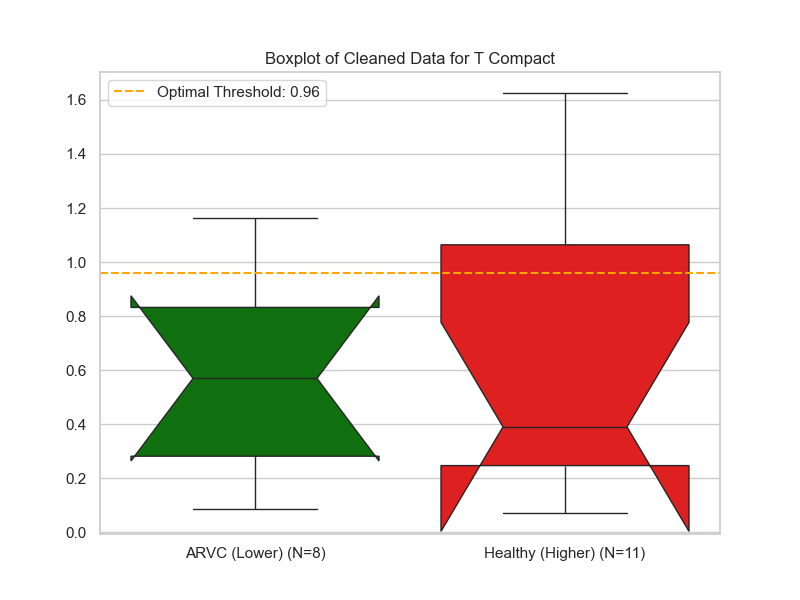 Boxplot of Cleaned Data for T Compact
Optimal Threshold: 0.96
1.6
1.4
1.2
1.0
0.8
0.6
0.4
0.2
0.0
ARVC (Lower) (N=8)
Healthy (Higher) (N=11)